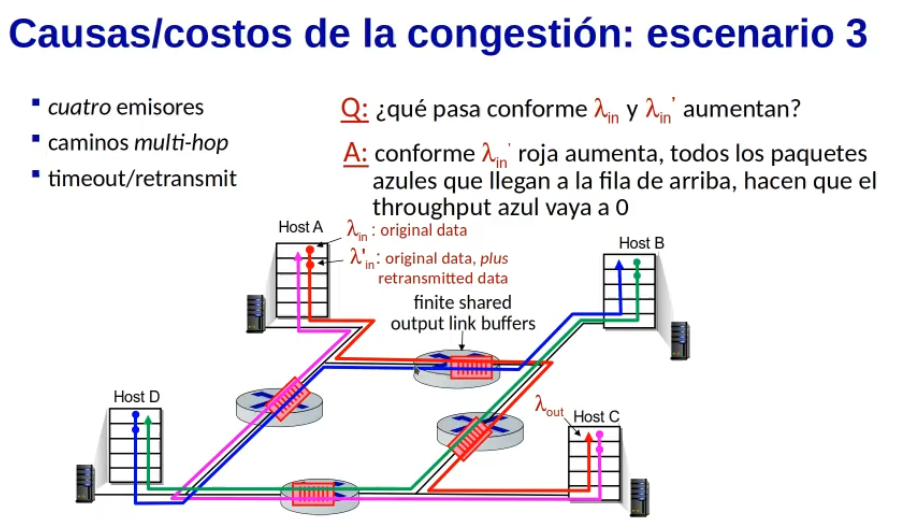 Causas/costos de la congestión: escenario 3
cuatro emisores
caminos multi-hop
timeout/retransmit
Q: ¿qué pasa conforme λin y λin' aumentan?
A: conforme λin' roja aumenta, todos los paquetes
azules que llegan a la fila de arriba, hacen que el
throughput azul vaya a 0
Host A
λin : original data
λ'in: original data, plus
retransmitted data
finite shared
output link buffers
Host B
Host D
λout
Host C